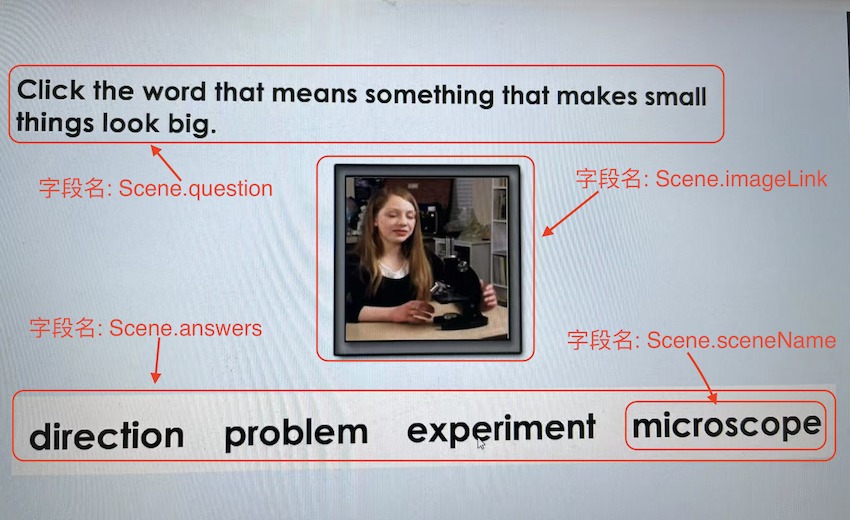 Click the word that means something that makes small
things look big.
字段名: Scene.question
字段名: Scene.imageLink
字段名: Scene.answers
字段名: Scene.sceneName
direction problem experiment microscope